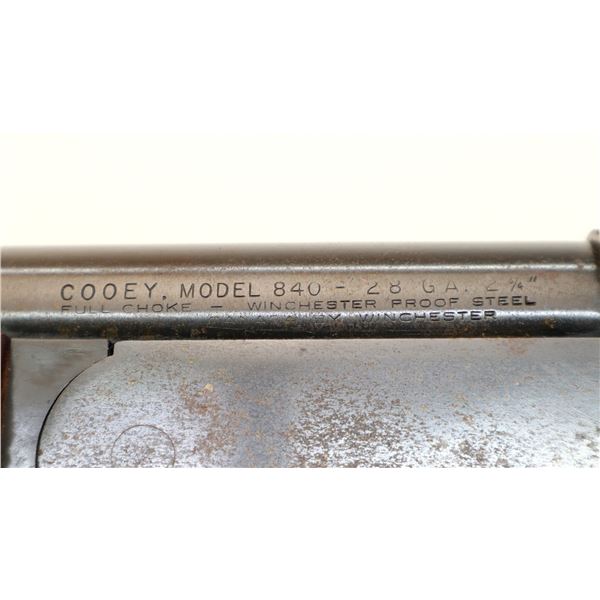 COOEY, MODEL 840 - 28 GA. 2¾"
FULL CHOKE - WINCHESTER PROOF STEEL
WINCHESTER